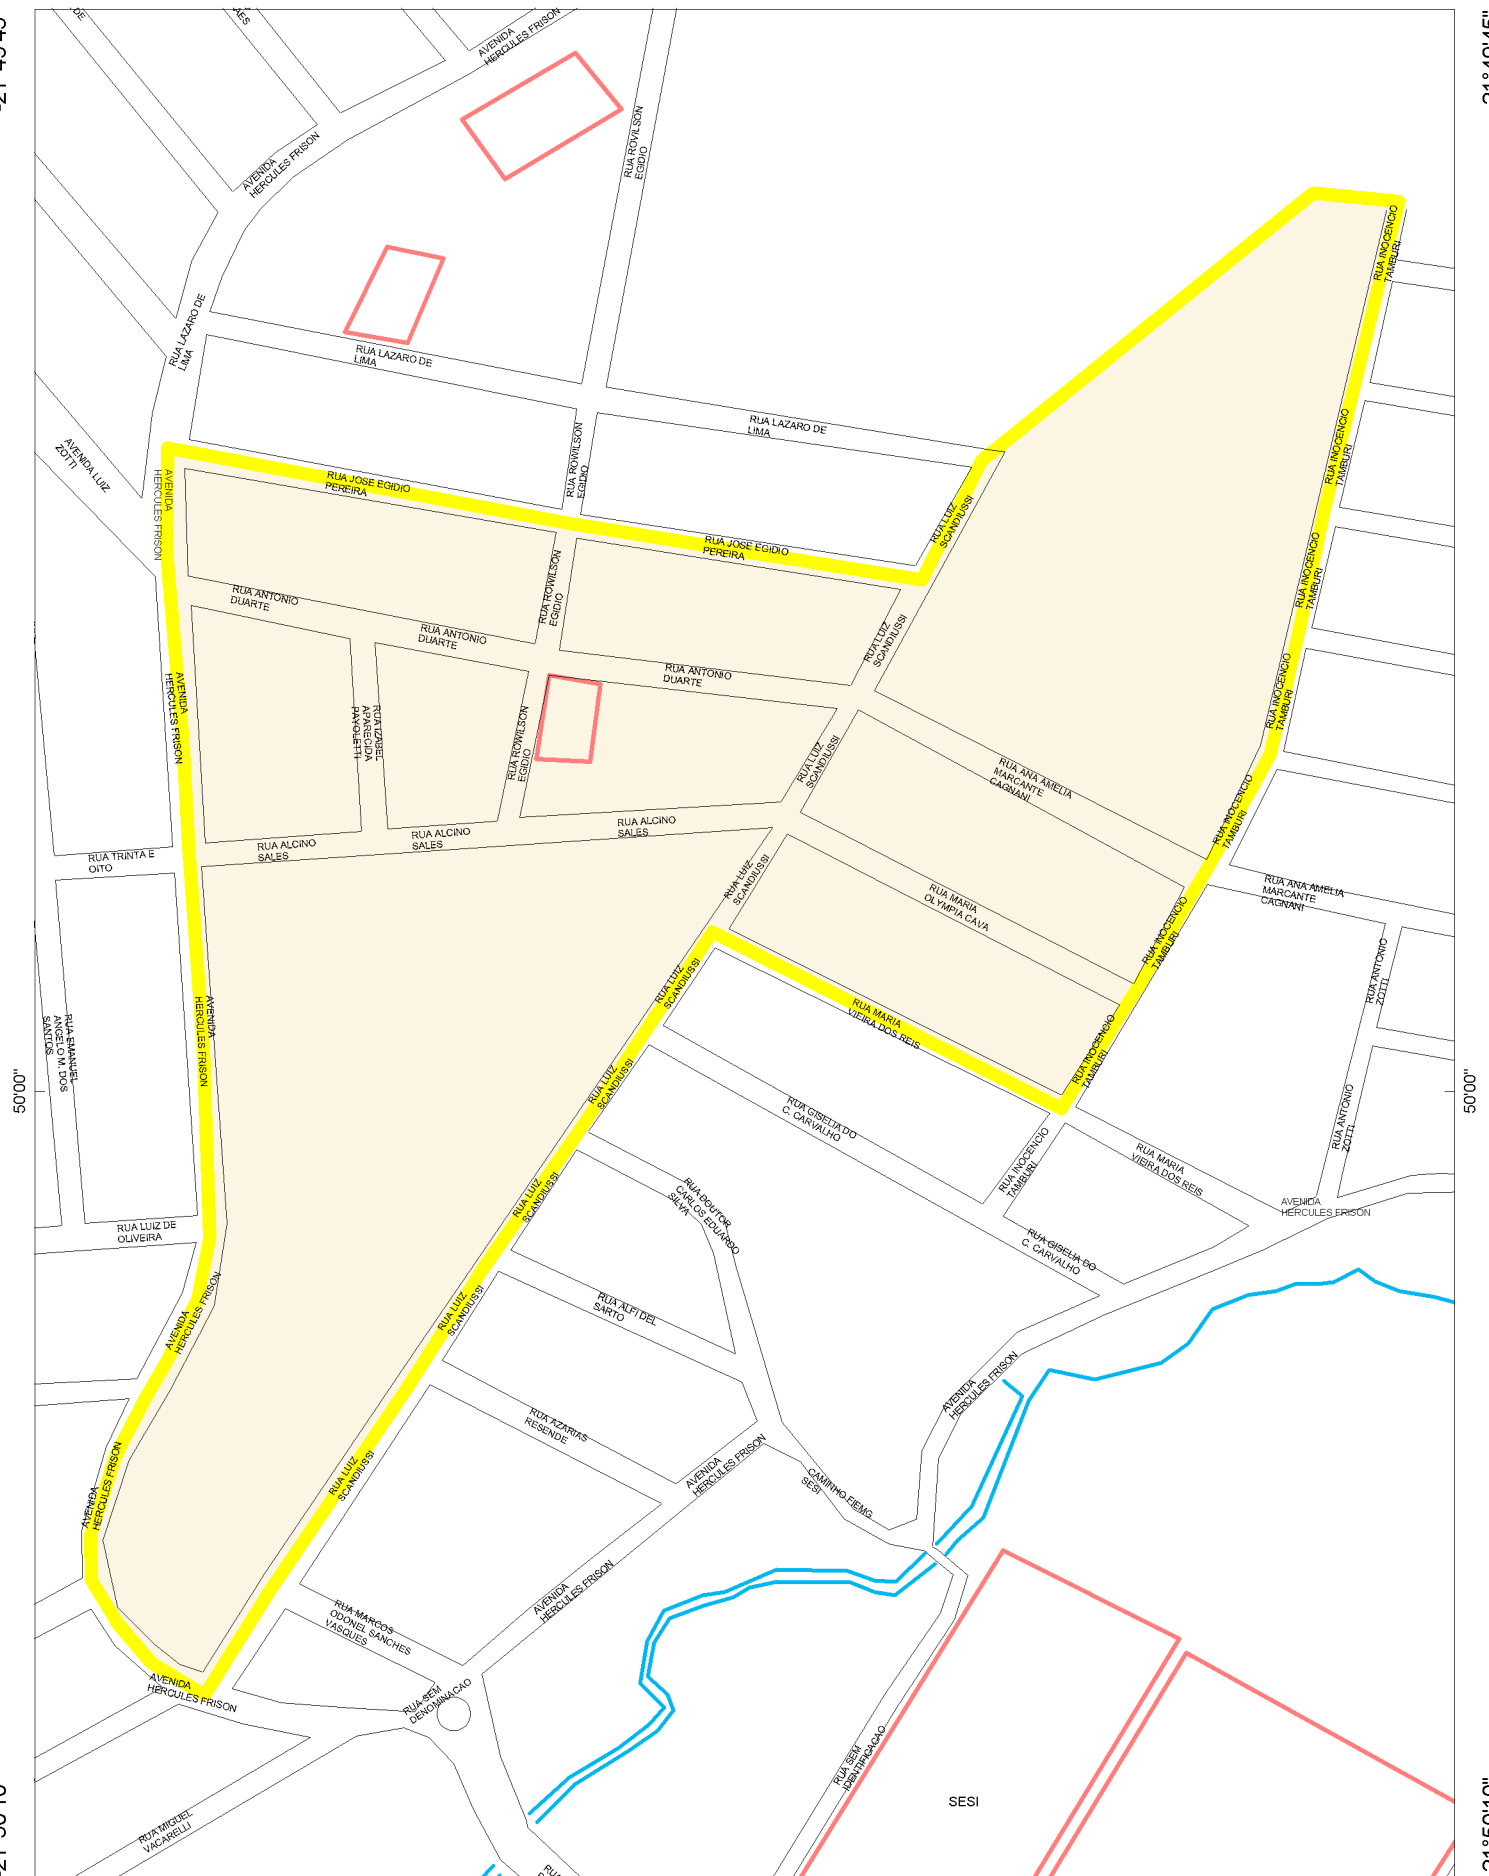 AVENIDA
HERCULES FRISON
AVENIDA
HERCULES FRISON
RUA ROVILSON
EGIDIO
RUA INOCENCIO
TAMBURI
RUA LAZARO DE
LIMA
RUA LAZARO DE
LIMA
RUA LAZARO DE
LIMA
AVENIDA LUIZ
ZOTTI
AVENIDA
HERCULES FRISON
RUA JOSE EGIDIO
PEREIRA
RUA ROWILSON
EGIDIO
RUA JOSE EGIDIO
PEREIRA
RUA LUIZ
SCANDIUSSI
RUA INOCENCIO
TAMBURI
RUA INOCENCIO
TAMBURI
RUA ANTONIO
DUARTE
RUA ROWILSON
EGIDIO
RUA ANTONIO
DUARTE
RUA ANTONIO
DUARTE
RUA LUIZ
SCANDIUSSI
RUA INOCENCIO
TAMBURI
AVENIDA
HERCULES FRISON
RUA IZABEL
APARECIDA
PAYOLETTI
RUA ROWILSON
EGIDIO
RUA LUIZ
SCANDIUSSI
RUA ANA AMELIA
MARCANTE
CAGNANI
RUA INOCENCIO
TAMBURI
RUA TRINTA E
OITO
RUA ALCINO
SALES
RUA ALCINO
SALES
RUA ALCINO
SALES
RUA LUIZ
SCANDIUSSI
RUA MARIA
OLYMPIA CAVA
RUA ANA AMELIA
MARCANTE
CAGNANI
RUA INOCENCIO
TAMBURI
RUA ANTONIO
ZOTTI
RUA EMANUEL
ANGELO M. DOS
SANTOS
AVENIDA
HERCULES FRISON
RUA LUIZ
SCANDIUSSI
RUA MARIA
VIEIRA DOS REIS
RUA INOCENCIO
TAMBURI
50'00"
50'00"
RUA LUIZ
SCANDIUSSI
RUA GISELIA DO
C. CARVALHO
RUA ANTONIO
ZOTTI
RUA INOCENCIO
TAMBURI
RUA MARIA
VIEIRA DOS REIS
RUA LUIZ DE
OLIVEIRA
RUA LUIZ
SCANDIUSSI
RUA DOUTOR
CARLOS EDUARDO
SILVA
AVENIDA
HERCULES FRISON
RUA GISELIA DO
C. CARVALHO
AVENIDA
HERCULES FRISON
RUA LUIZ
SCANDIUSSI
RUA ALFI DEL
SARTO
AVENIDA
HERCULES FRISON
RUA AZARIAS
RESENDE
AVENIDA
HERCULES FRISON
RUA LUIZ
SCANDIUSSI
AVENIDA
HERCULES FRISON
CAMINHO FIEMG
SESI
AVENIDA
HERCULES FRISON
RUA MARCOS
ODONEL SANCHES
VASQUES
AVENIDA
HERCULES FRISON
RUA SEM
DENOMINACAO
RUA SEM
IDENTIFICACAO
SESI
RUA MIGUEL
VACARELLI